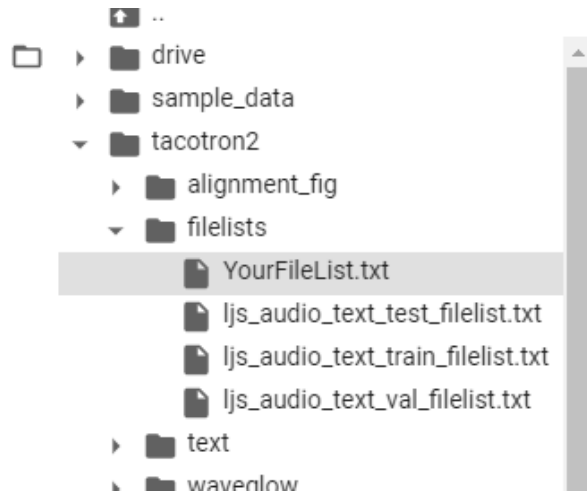 ..
drive
sample_data
tacotron2
alignment_fig
filelists
YourFileList.txt
ljs_audio_text_test_filelist.txt
ljs_audio_text_train_filelist.txt
ljs_audio_text_val_filelist.txt
text
waveglow